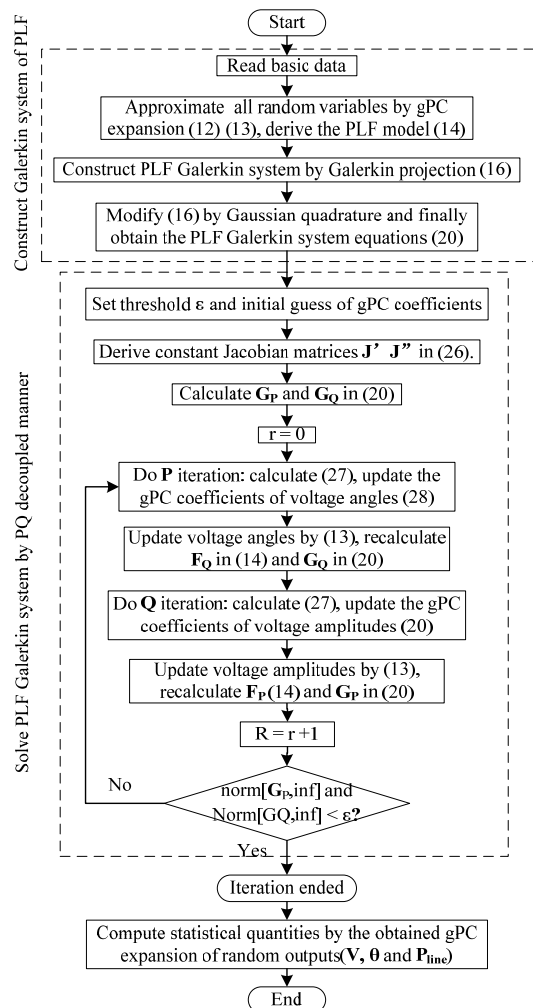 Start
Construct Galerkin system of PLF
Read basic data
Approximate all random variables by gPC
expansion (12) (13), derive the PLF model (14)
Construct PLF Galerkin system by Galerkin projection (16)
Modify (16) by Gaussian quadrature and finally
obtain the PLF Galerkin system equations (20)
Solve PLF Galerkin system by PQ decoupled manner
Set threshold ε and initial guess of gPC coefficients
Derive constant Jacobian matrices J’ J” in (26).
Calculate GP and GQ in (20)
r = 0
Do P iteration: calculate (27), update the
gPC coefficients of voltage angles (28)
Update voltage angles by (13), recalculate
FQ in (14) and GQ in (20)
Do Q iteration: calculate (27), update the gPC
coefficients of voltage amplitudes (20)
Update voltage amplitudes by (13),
recalculate FP(14) and GP in (20)
R = r +1
No
norm[GP,inf] and
Norm[GQ,inf] < ε?
Yes
Iteration ended
Compute statistical quantities by the obtained gPC
expansion of random outputs(V, θ and Pline)
End